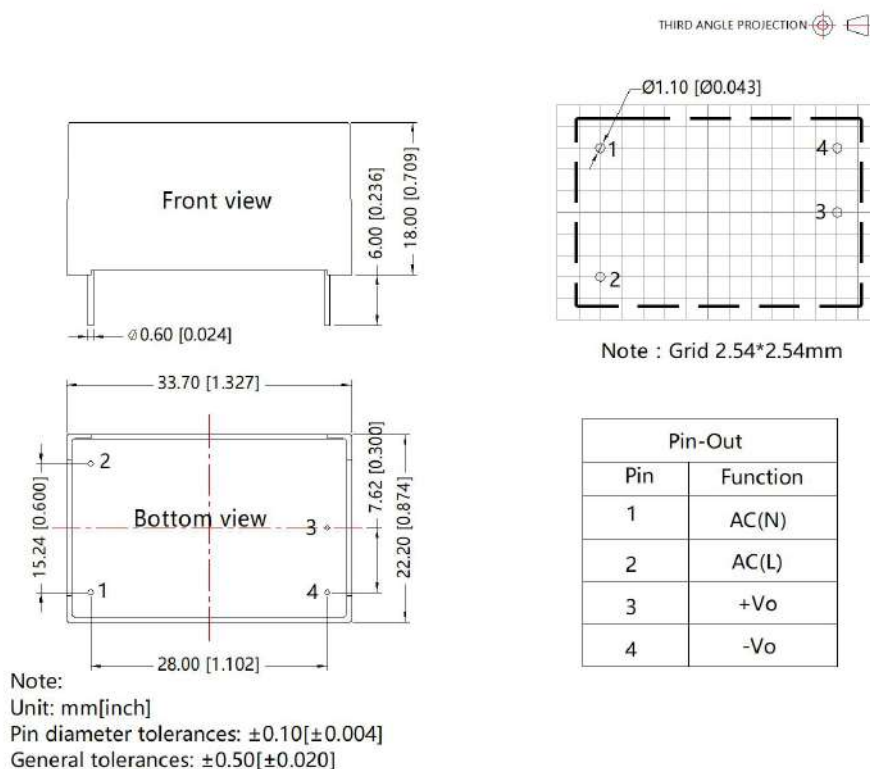 THIRD ANGLE PROJECTION
Ø1.10 [Ø0.043]
1
4
3
2
Note : Grid 2.54*2.54mm
Front view
6.00 [0.236]
18.00 [0.709]
Ø0.60 [0.024]
33.70 [1.327]
2
15.24 [0.600]
Bottom view
3
7.62 [0.300]
22.20 [0.874]
1
4
28.00 [1.102]
Pin-Out
Pin Function
1 AC(N)
2 AC(L)
3 +Vo
4 -Vo
Note:
Unit: mm[inch]
Pin diameter tolerances: ±0.10[±0.004]
General tolerances: ±0.50[±0.020]